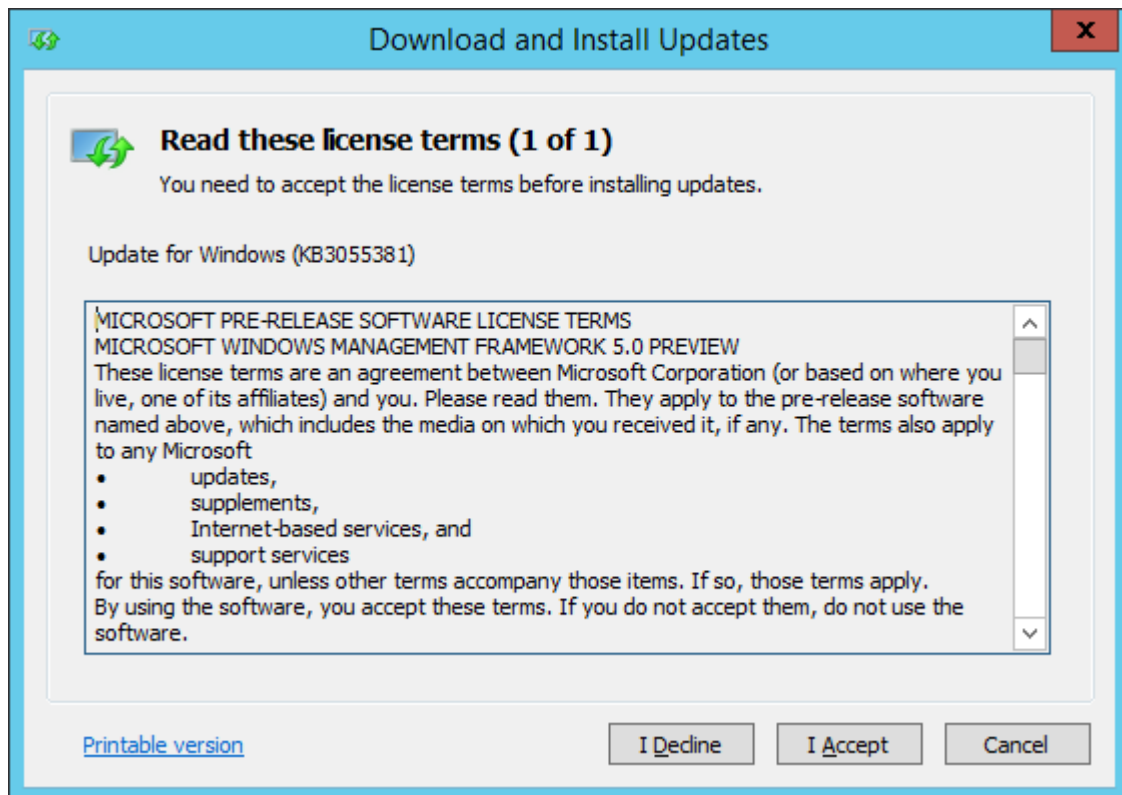 Download and Install Updates
x
Read these license terms (1 of 1)
You need to accept the license terms before installing updates.
Update for Windows (KB3055381)
MICROSOFT PRE-RELEASE SOFTWARE LICENSE TERMS
MICROSOFT WINDOWS MANAGEMENT FRAMEWORK 5.0 PREVIEW
These license terms are an agreement between Microsoft Corporation (or based on where you
live, one of its affiliates) and you. Please read them. They apply to the pre-release software
named above, which includes the media on which you received it, if any. The terms also apply
to any Microsoft
• updates,
• supplements,
• Internet-based services, and
• support services
for this software, unless other terms accompany those items. If so, those terms apply.
By using the software, you accept these terms. If you do not accept them, do not use the
software.
Printable version
I Decline
I Accept
Cancel